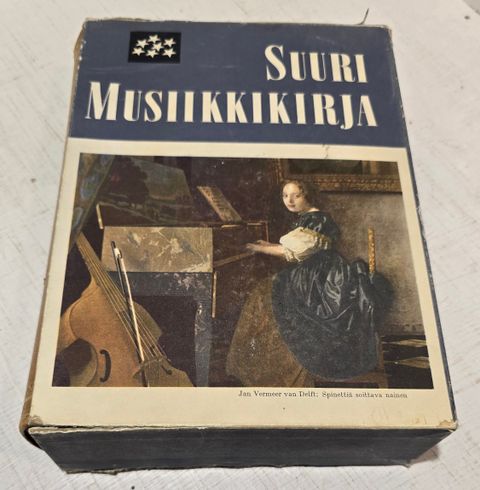 SUURI
MUSIIKKIKIRJA
Jan Vermeer van Delft: Spinettiä soittava nainen